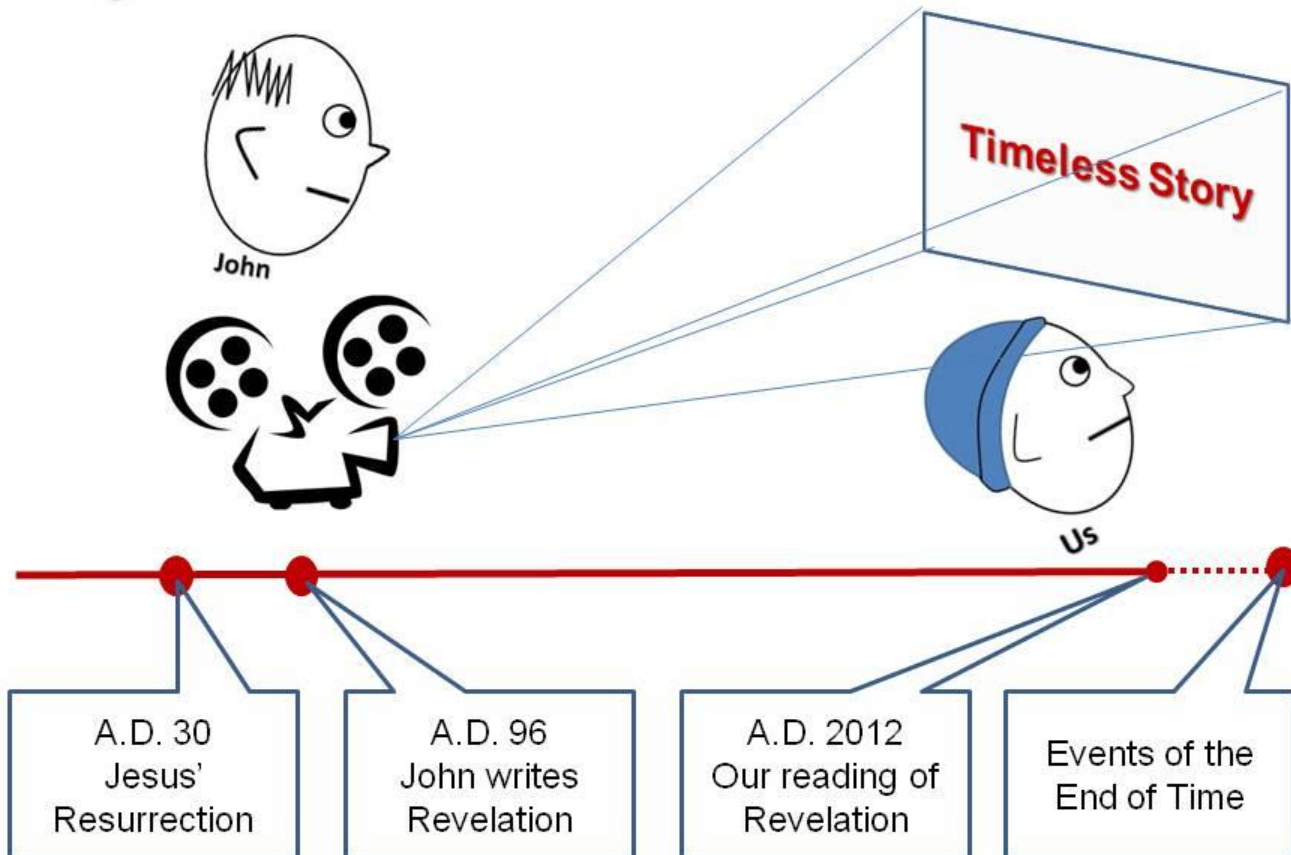 Timeless Story
John
Us
A.D. 30
Jesus’
Resurrection
A.D. 96
John writes
Revelation
A.D. 2012
Our reading of
Revelation
Events of the
End of Time